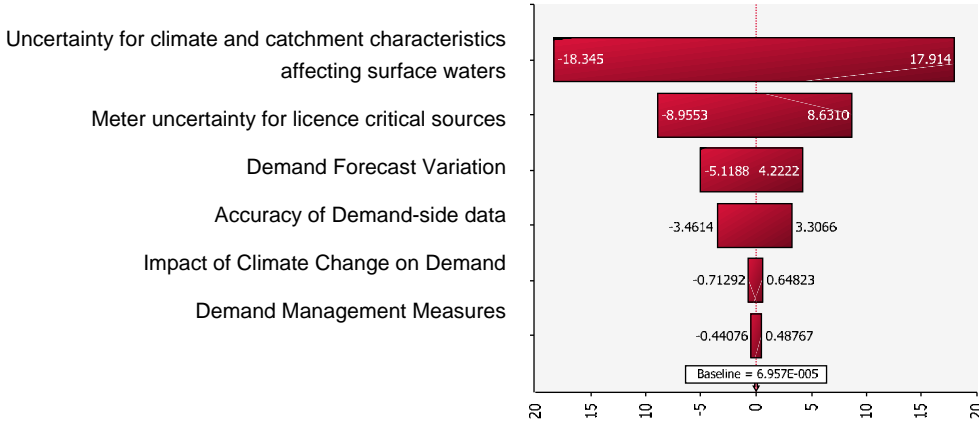 Uncertainty for climate and catchment characteristics
affecting surface waters
-18.345 17.914
Meter uncertainty for licence critical sources
-8.9553 8.6310
Demand Forecast Variation
-5.1188 4.2222
Accuracy of Demand-side data
-3.4614 3.3066
Impact of Climate Change on Demand
-0.71292 0.64823
Demand Management Measures
-0.44076 0.48767
Baseline = 6.957E-005
20 15 10 5 0 5 10 15 20